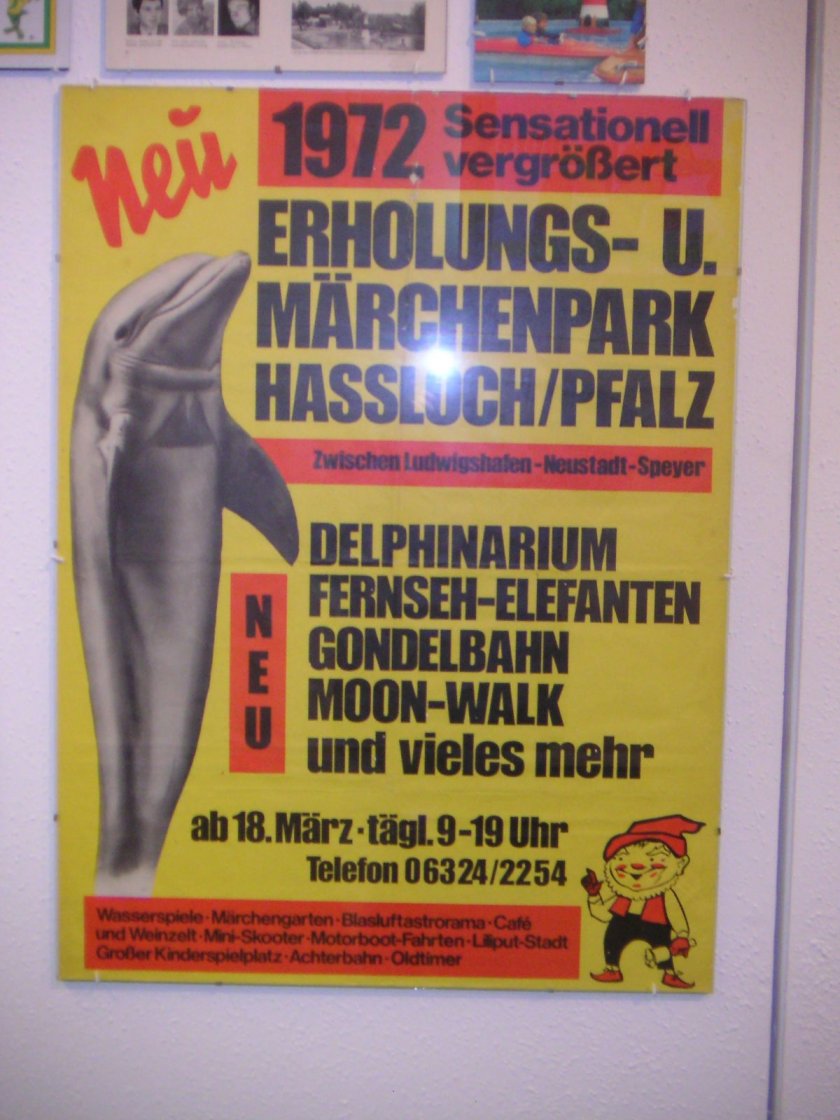 Neu
1972 Sensationell
vergrößert
ERHOLUNGS- U.
MÄRCHENPARK
HASSLOCH/PFALZ
Zwischen Ludwigshafen-Neustadt-Speyer
NEU
DELPHINARIUM
FERNSEH-ELEFANTEN
GONDELBAHN
MOON-WALK
und vieles mehr
ab 18. März · tägl. 9-19 Uhr
Telefon 06324/2254
Wasserspiele · Märchengarten · Blasluftastrorama · Café
und Weinzelt · Mini-Skooter · Motorboot-Fahrten · Liliput-Stadt
Großer Kinderspielplatz · Achterbahn · Oldtimer